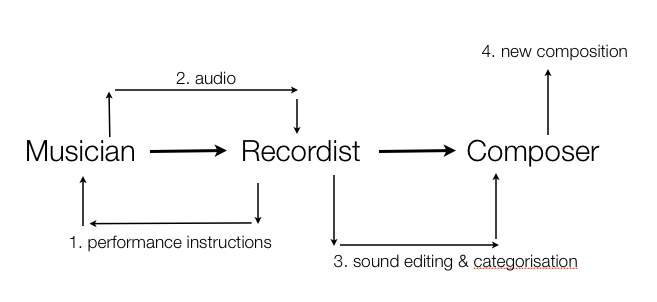 4. new composition
2. audio
Musician Recordist Composer
1. performance instructions
3. sound editing & categorisation